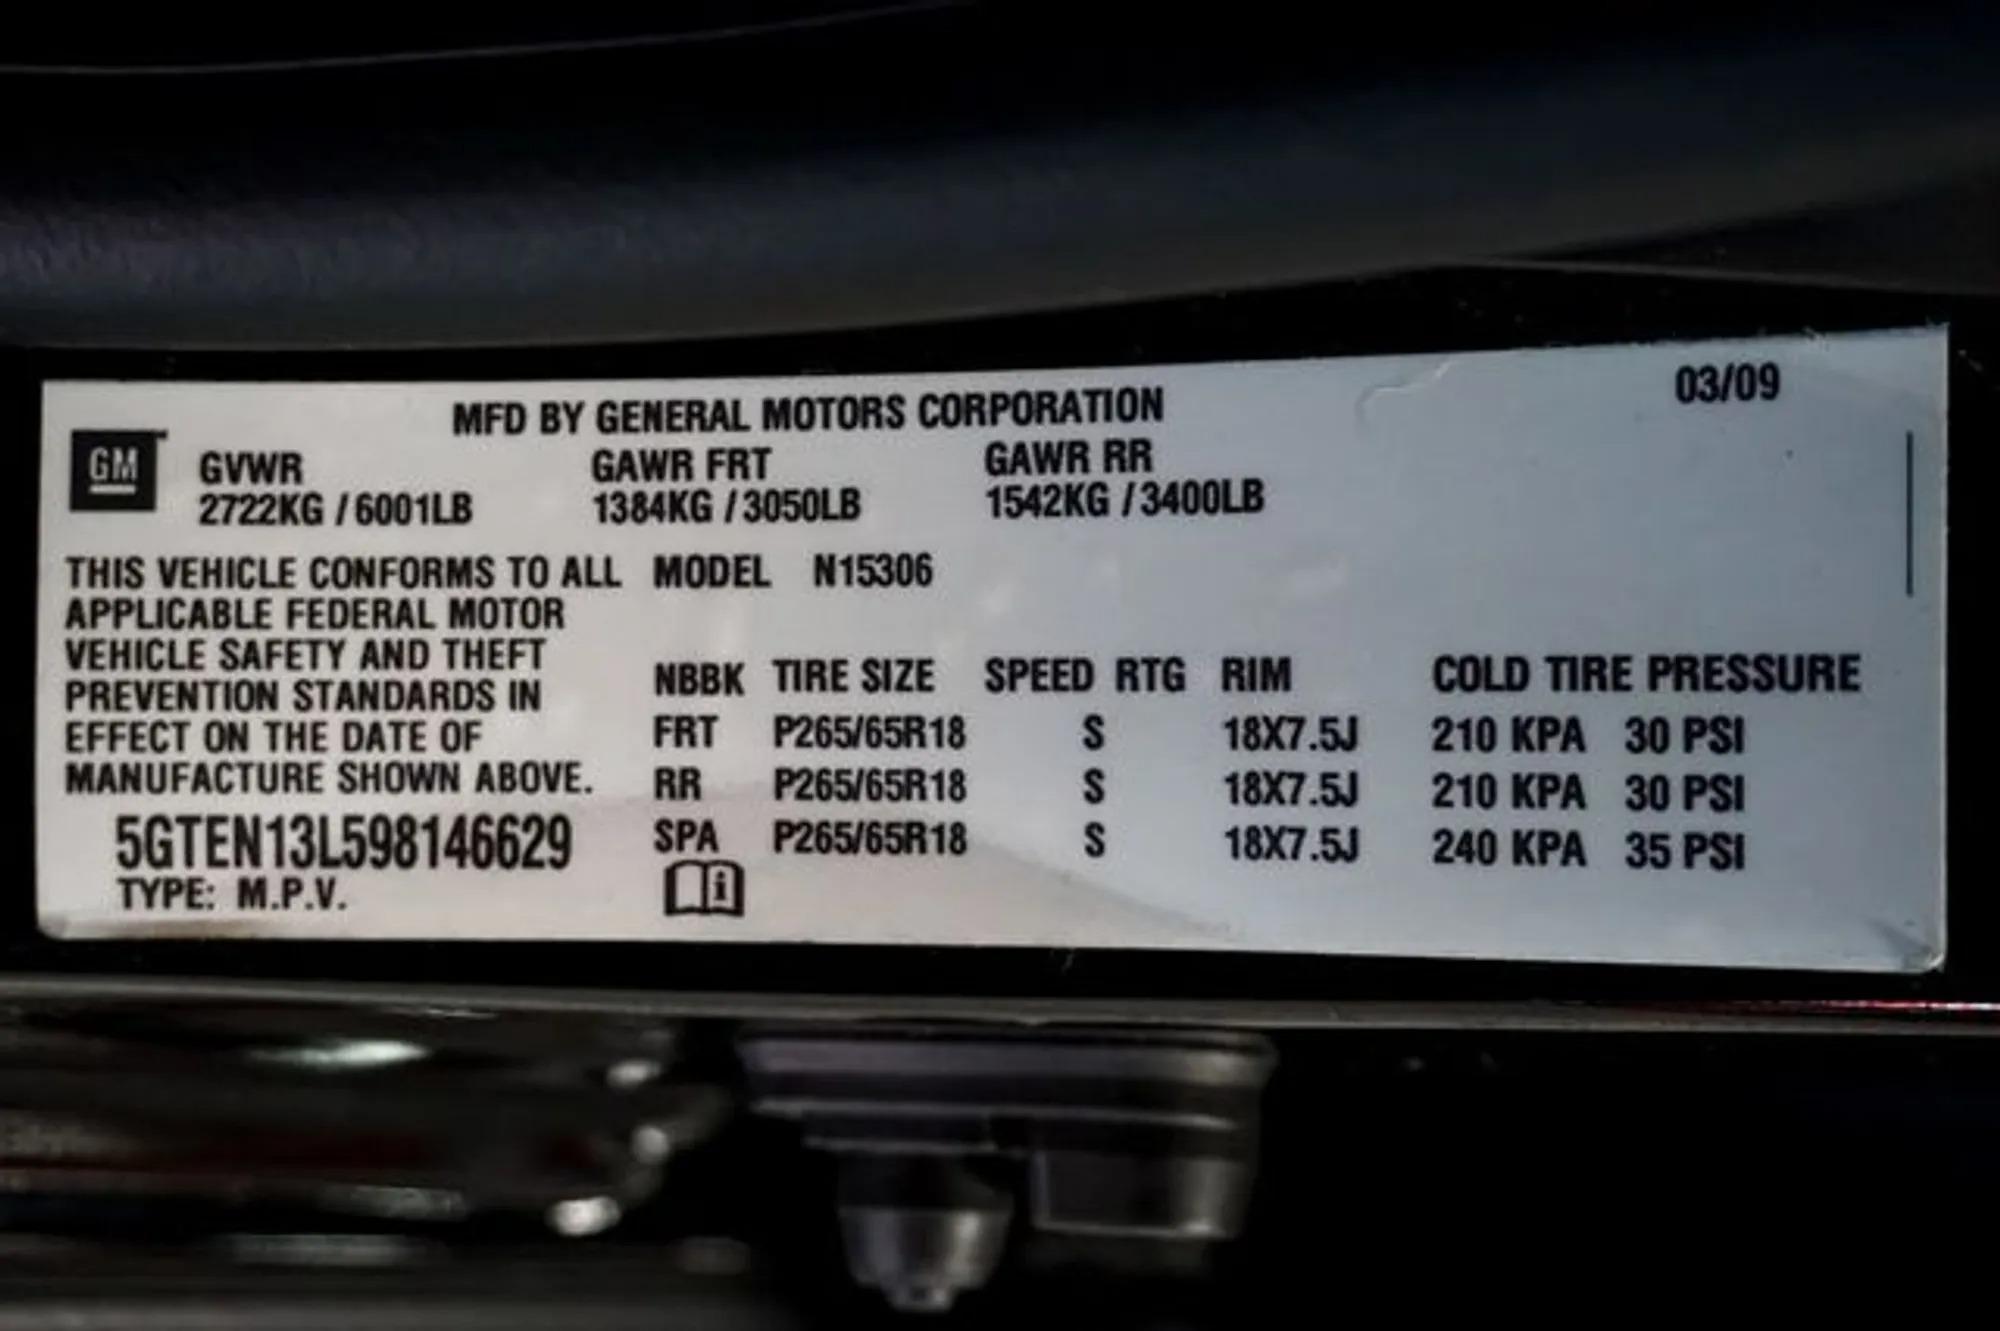 03/09
MFD BY GENERAL MOTORS CORPORATION
GM
GVWR GAWR FRT GAWR RR
2722KG / 6001LB 1384KG / 3050LB 1542KG / 3400LB
THIS VEHICLE CONFORMS TO ALL
APPLICABLE FEDERAL MOTOR
VEHICLE SAFETY AND THEFT
PREVENTION STANDARDS IN
EFFECT ON THE DATE OF
MANUFACTURE SHOWN ABOVE.
5GTEN13L598146629
TYPE: M.P.V.
MODEL N15306
NBBK TIRE SIZE SPEED RTG RIM COLD TIRE PRESSURE
FRT P265/65R18 S 18X7.5J 210 KPA 30 PSI
RR P265/65R18 S 18X7.5J 210 KPA 30 PSI
SPA P265/65R18 S 18X7.5J 240 KPA 35 PSI